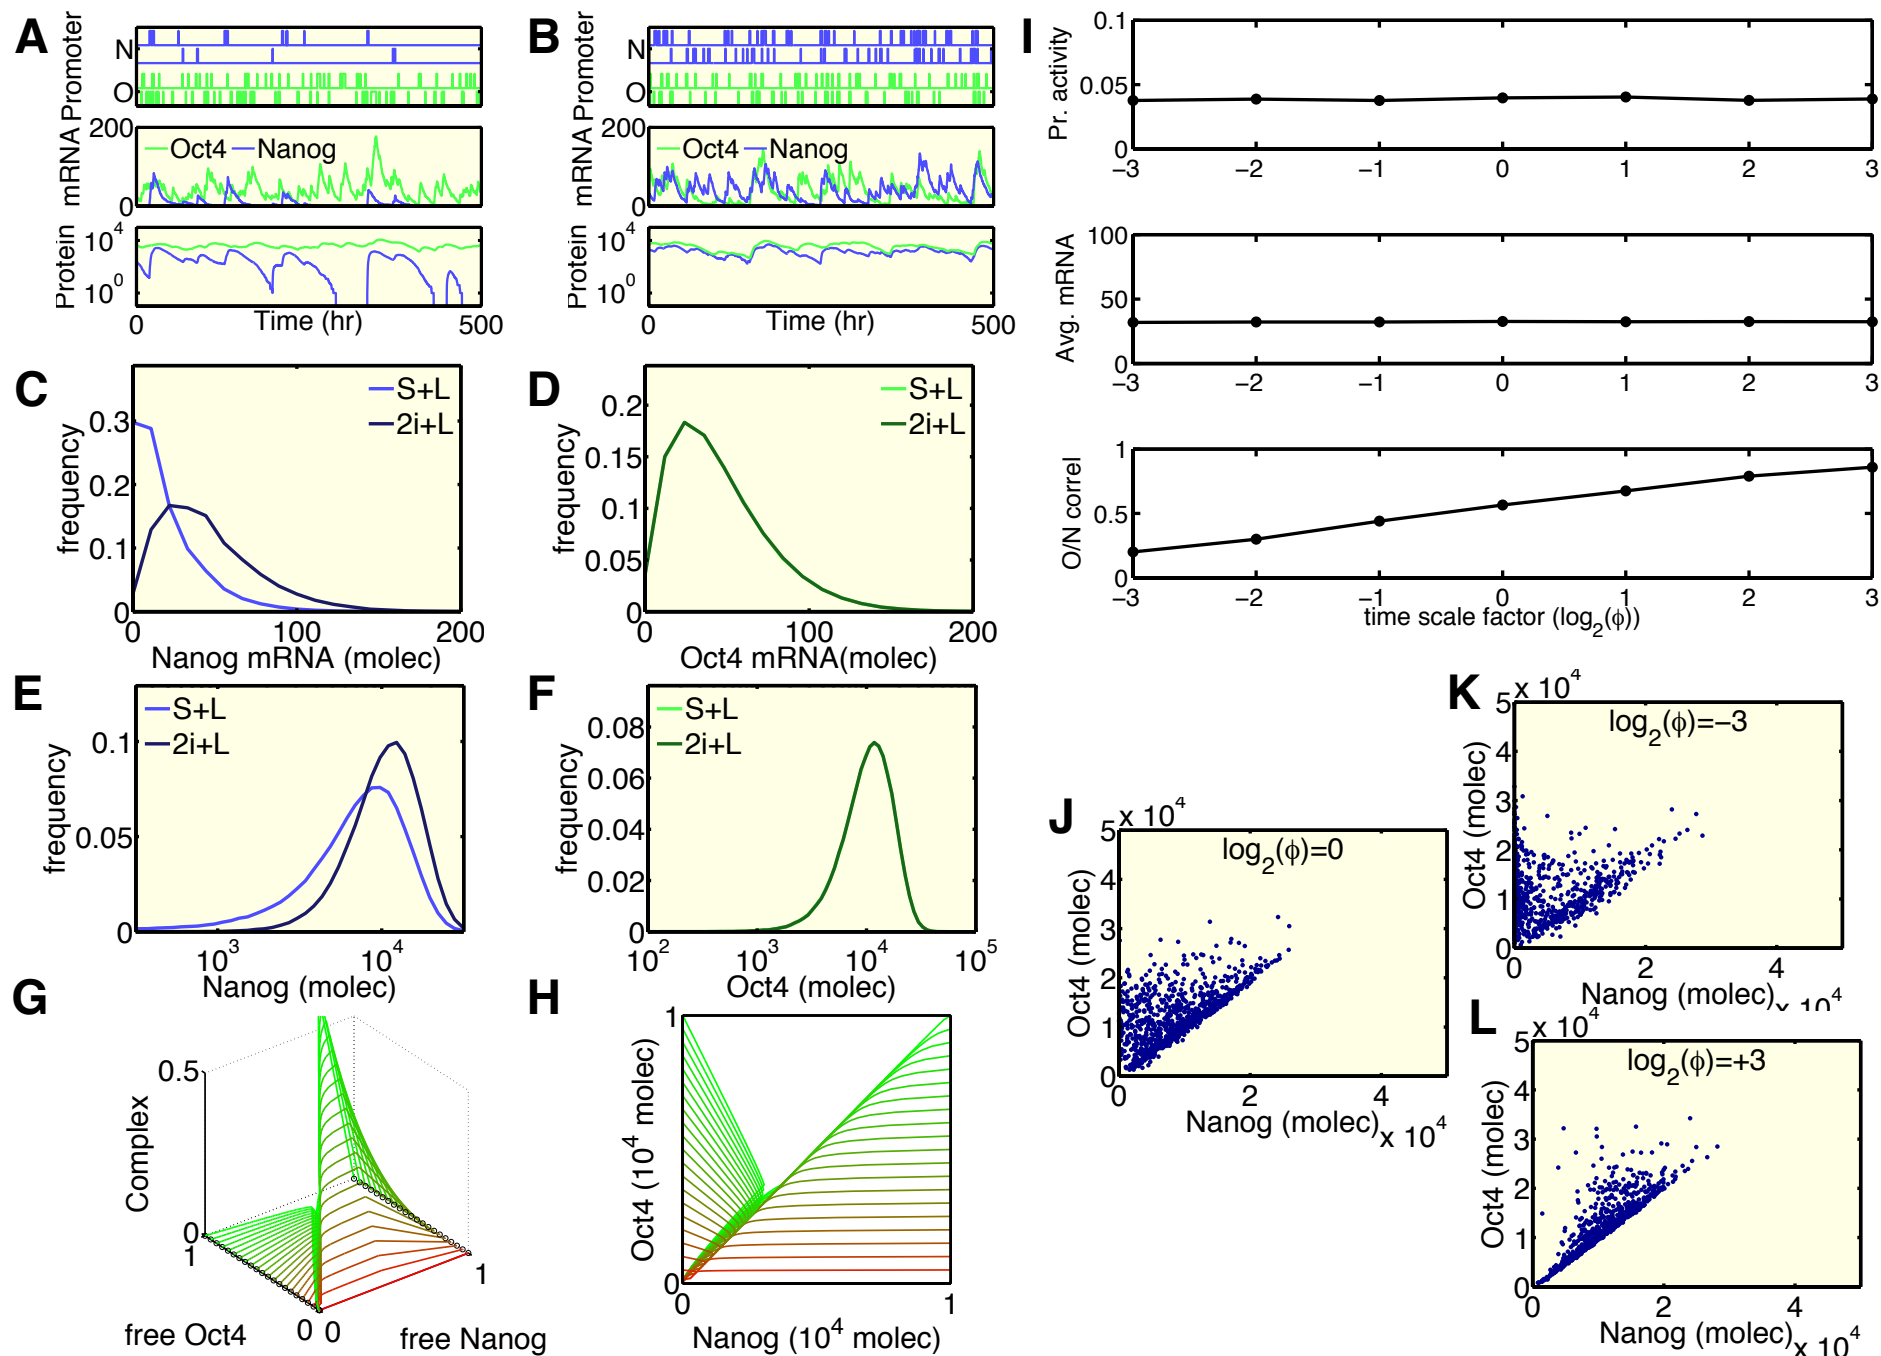 A
Promoter
N
O
mRNA
200
0
Oct4 Nanog
Protein
10^4
10^0
0 Time (hr) 500
B
Promoter
N
O
mRNA
200
0
Oct4 Nanog
Protein
10^4
10^0
0 Time (hr) 500
C
frequency
0.3
0.2
0.1
0
S+L
2i+L
0 100 200
Nanog mRNA (molec)
D
frequency
0.2
0.15
0.1
0.05
0
S+L
2i+L
0 100 200
Oct4 mRNA(molec)
E
frequency
0.1
0.05
0
S+L
2i+L
10^3 10^4
Nanog (molec)
F
frequency
0.08
0.06
0.04
0.02
0
S+L
2i+L
10^2 10^3 10^4 10^5
Oct4 (molec)
G
Complex
0.5
0
1
free Oct4
0 0
free Nanog
1
H
Oct4 (10^4 molec)
1
0
0 1
Nanog (10^4 molec)
I
Pr. activity
0.1
0.05
0
−3 −2 −1 0 1 2 3
Avg. mRNA
100
50
0
−3 −2 −1 0 1 2 3
O/N correl
1
0.5
0
−3 −2 −1 0 1 2 3
time scale factor (log_2(ϕ))
J
5 x 10^4
4
3
2
1
0
Oct4 (molec)
log_2(ϕ)=0
0 2 4
Nanog (molec) x 10^4
K
5 x 10^4
4
3
2
1
0
Oct4 (molec)
log_2(ϕ)=−3
0 2 4
Nanog (molec) x 10^4
L
5 x 10^4
4
3
2
1
0
Oct4 (molec)
log_2(ϕ)=+3
0 2 4
Nanog (molec) x 10^4